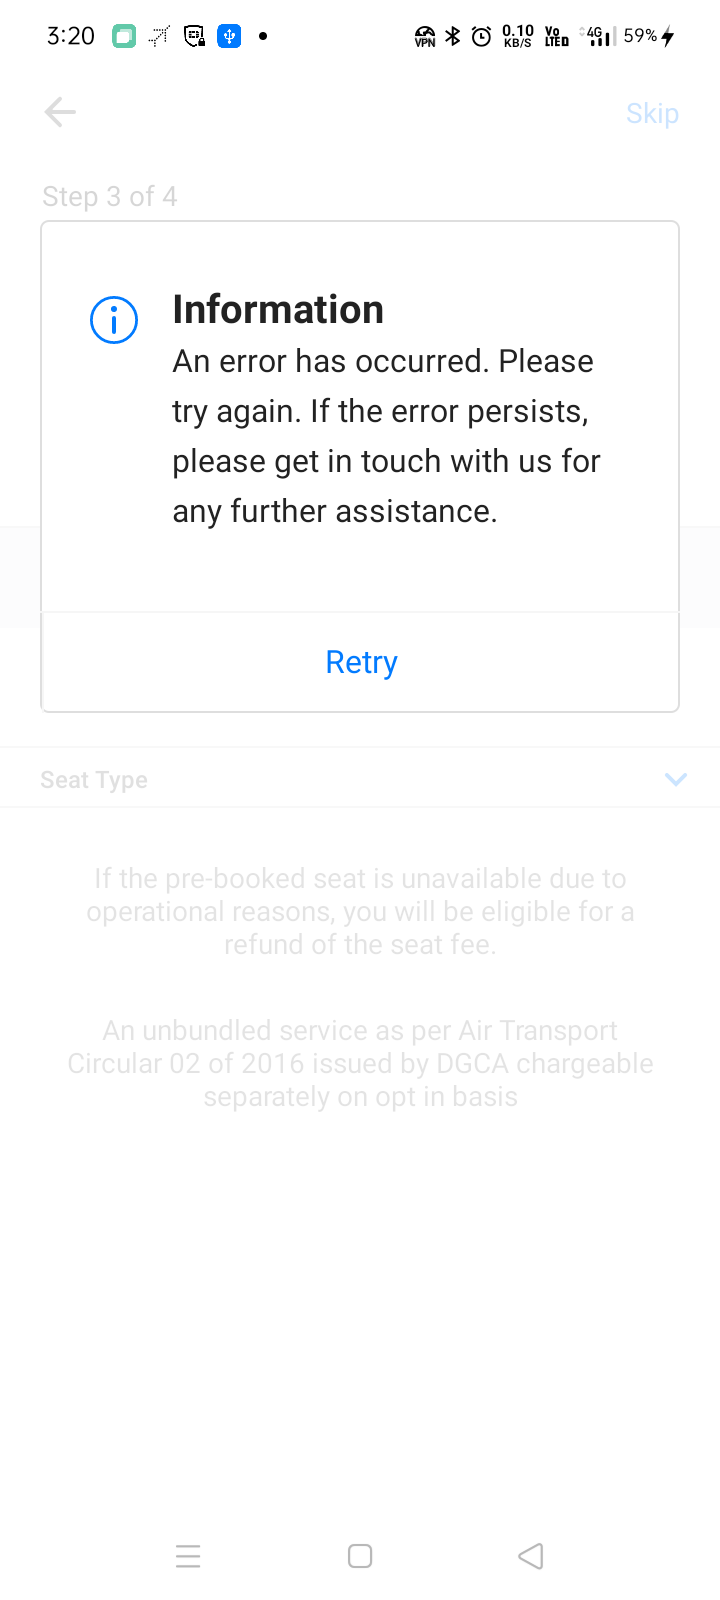 3:20
VPN
0.10
KB/S
Vo
LTED
4G
59%
Skip
Step 3 of 4
Information
An error has occurred. Please
try again. If the error persists,
please get in touch with us for
any further assistance.
Retry
Seat Type
If the pre-booked seat is unavailable due to
operational reasons, you will be eligible for a
refund of the seat fee.
An unbundled service as per Air Transport
Circular 02 of 2016 issued by DGCA chargeable
separately on opt in basis